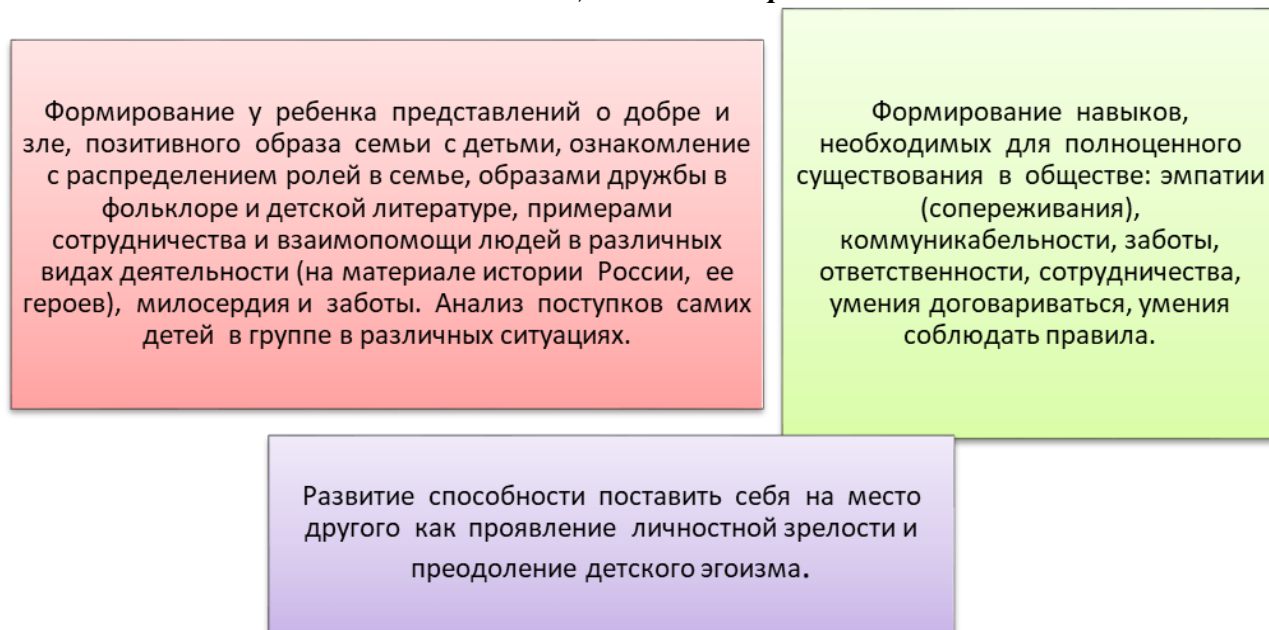 Формирование у ребенка представлений о добре и
зле, позитивного образа семьи с детьми, ознакомление
с распределением ролей в семье, образами дружбы в
фольклоре и детской литературе, примерами
сотрудничества и взаимопомощи людей в различных
видах деятельности (на материале истории России, ее
героев), милосердия и заботы. Анализ поступков самих
детей в группе в различных ситуациях.
Формирование навыков,
необходимых для полноценного
существования в обществе: эмпатии
(сопереживания),
коммуникабельности, заботы,
ответственности, сотрудничества,
умения договариваться, умения
соблюдать правила.
Развитие способности поставить себя на место
другого как проявление личностной зрелости и
преодоление детского эгоизма.